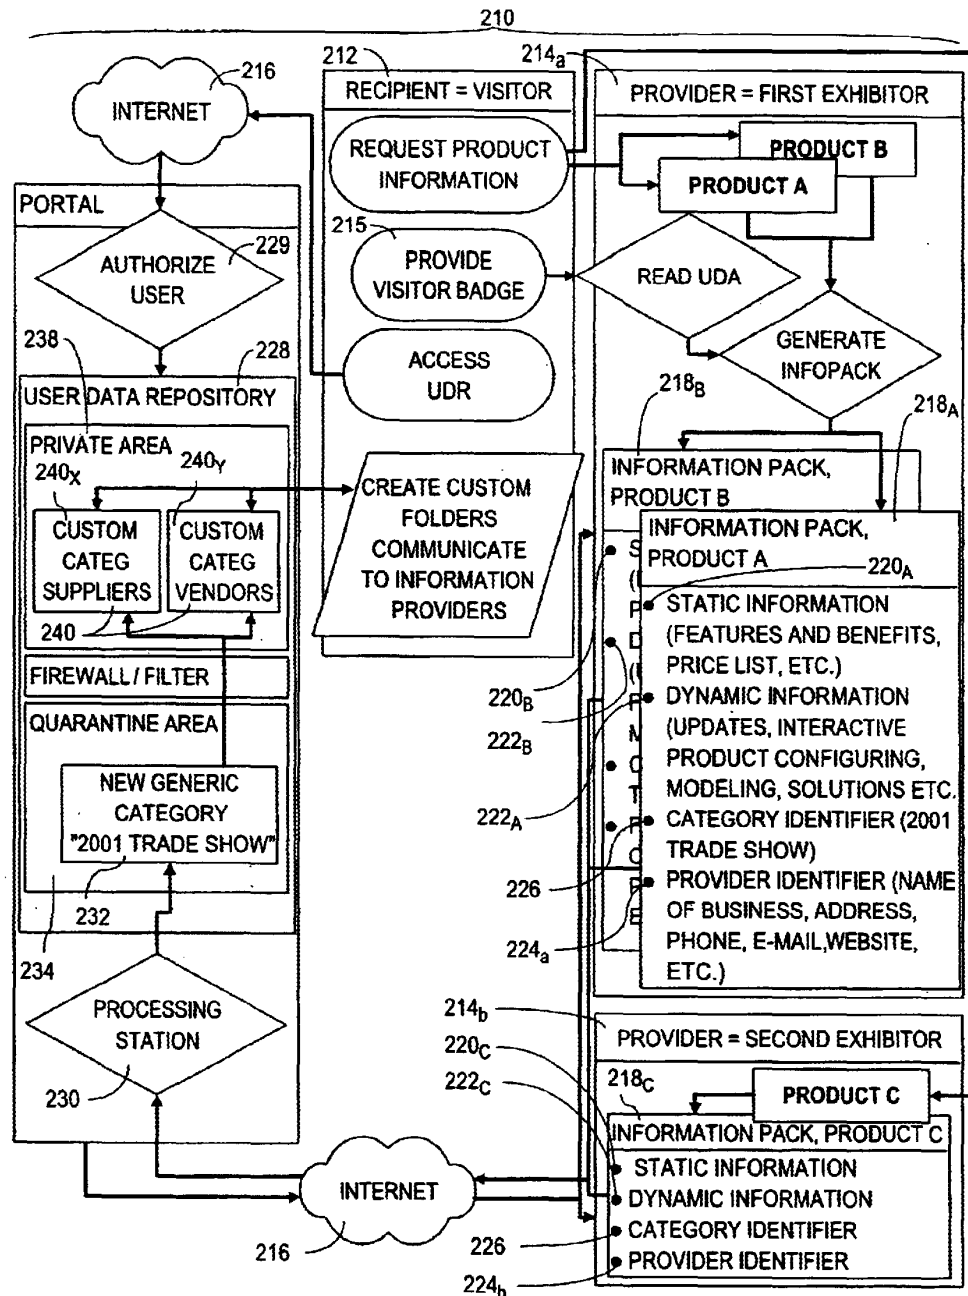 210
216
INTERNET
212
RECIPIENT = VISITOR
REQUEST PRODUCT
INFORMATION
214a
PROVIDER = FIRST EXHIBITOR
PRODUCT B
PRODUCT A
PORTAL
229
AUTHORIZE
USER
215
PROVIDE
VISITOR BADGE
READ UDA
GENERATE
INFOPACK
ACCESS
UDR
238
228
USER DATA REPOSITORY
PRIVATE AREA
240X
240Y
CUSTOM
CATEG
SUPPLIERS
CUSTOM
CATEG
VENDORS
240
CREATE CUSTOM
FOLDERS
COMMUNICATE
TO INFORMATION
PROVIDERS
FIREWALL / FILTER
QUARANTINE AREA
NEW GENERIC
CATEGORY
"2001 TRADE SHOW"
232
234
PROCESSING
STATION
230
218B
218A
INFORMATION PACK,
PRODUCT B
S
(
P
D
(
P
M
C
T
P
C
P
E
INFORMATION PACK,
PRODUCT A
220A
• STATIC INFORMATION
(FEATURES AND BENEFITS,
PRICE LIST, ETC.)
• DYNAMIC INFORMATION
(UPDATES, INTERACTIVE
PRODUCT CONFIGURING,
MODELING, SOLUTIONS ETC.
• CATEGORY IDENTIFIER (2001
TRADE SHOW)
• PROVIDER IDENTIFIER (NAME
OF BUSINESS, ADDRESS,
PHONE, E-MAIL,WEBSITE,
ETC.)
220B
222B
222A
226
224a
214b
PROVIDER = SECOND EXHIBITOR
220C
222C
218C
PRODUCT C
INFORMATION PACK, PRODUCT C
• STATIC INFORMATION
• DYNAMIC INFORMATION
• CATEGORY IDENTIFIER
• PROVIDER IDENTIFIER
226
224b
INTERNET
216